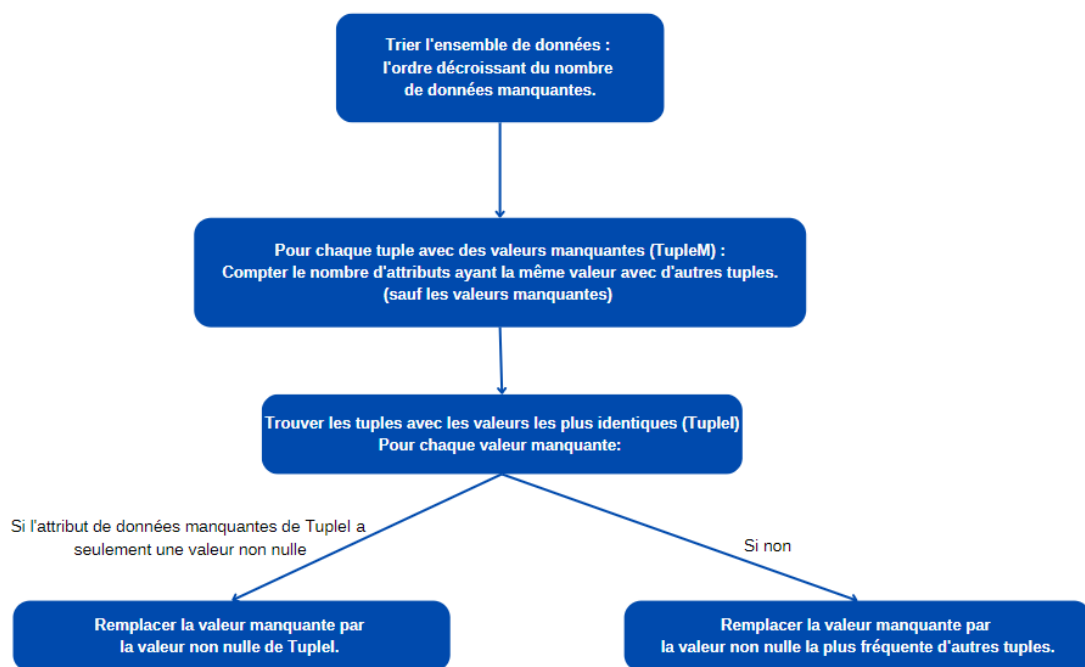 Trier l'ensemble de données :
l'ordre décroissant du nombre
de données manquantes.
Pour chaque tuple avec des valeurs manquantes (TupleM) :
Compter le nombre d'attributs ayant la même valeur avec d'autres tuples.
(sauf les valeurs manquantes)
Trouver les tuples avec les valeurs les plus identiques (TupleI)
Pour chaque valeur manquante:
Si l'attribut de données manquantes de TupleI a
seulement une valeur non nulle
Si non
Remplacer la valeur manquante par
la valeur non nulle de TupleI.
Remplacer la valeur manquante par
la valeur non nulle la plus fréquente d'autres tuples.